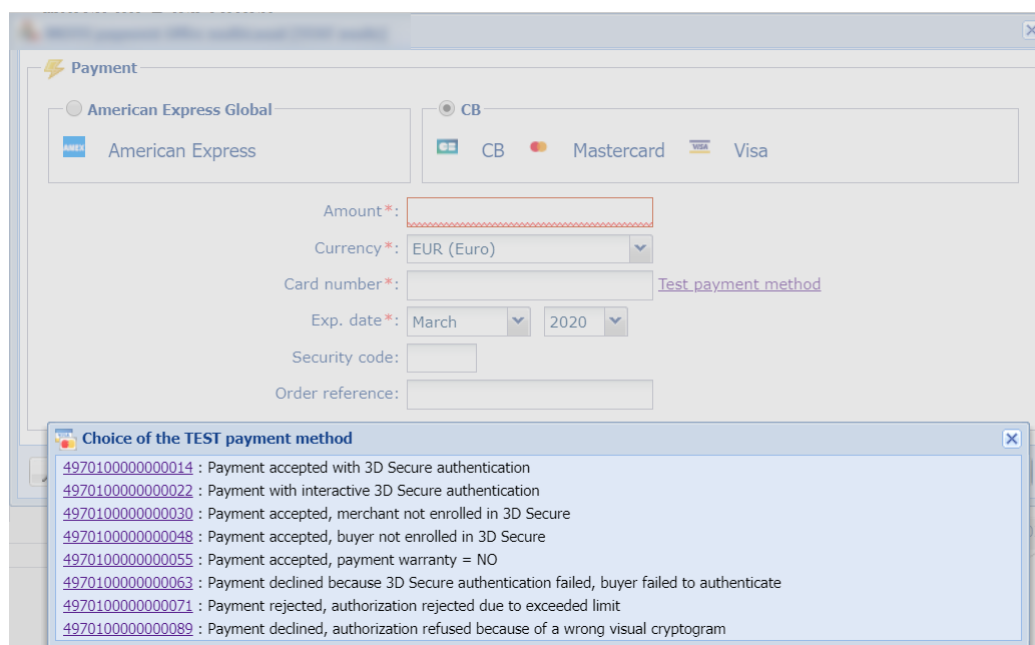 Payment
American Express Global
CB
AMEX American Express
CB Mastercard VISA Visa
Amount*:
Currency*: EUR (Euro)
Card number*: Test payment method
Exp. date*: March 2020
Security code:
Order reference:
Choice of the TEST payment method
4970100000000014 : Payment accepted with 3D Secure authentication
4970100000000022 : Payment with interactive 3D Secure authentication
4970100000000030 : Payment accepted, merchant not enrolled in 3D Secure
4970100000000048 : Payment accepted, buyer not enrolled in 3D Secure
4970100000000055 : Payment accepted, payment warranty = NO
4970100000000063 : Payment declined because 3D Secure authentication failed, buyer failed to authenticate
4970100000000071 : Payment rejected, authorization rejected due to exceeded limit
4970100000000089 : Payment declined, authorization refused because of a wrong visual cryptogram